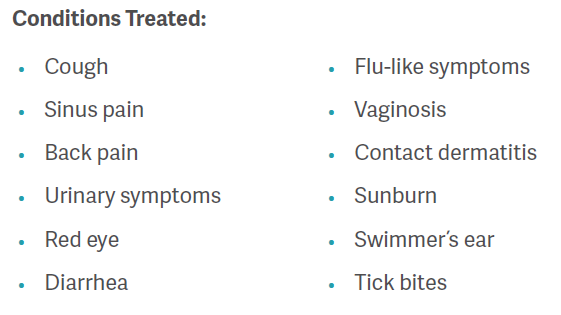 Conditions Treated:
• Cough
• Sinus pain
• Back pain
• Urinary symptoms
• Red eye
• Diarrhea
• Flu-like symptoms
• Vaginosis
• Contact dermatitis
• Sunburn
• Swimmer’s ear
• Tick bites